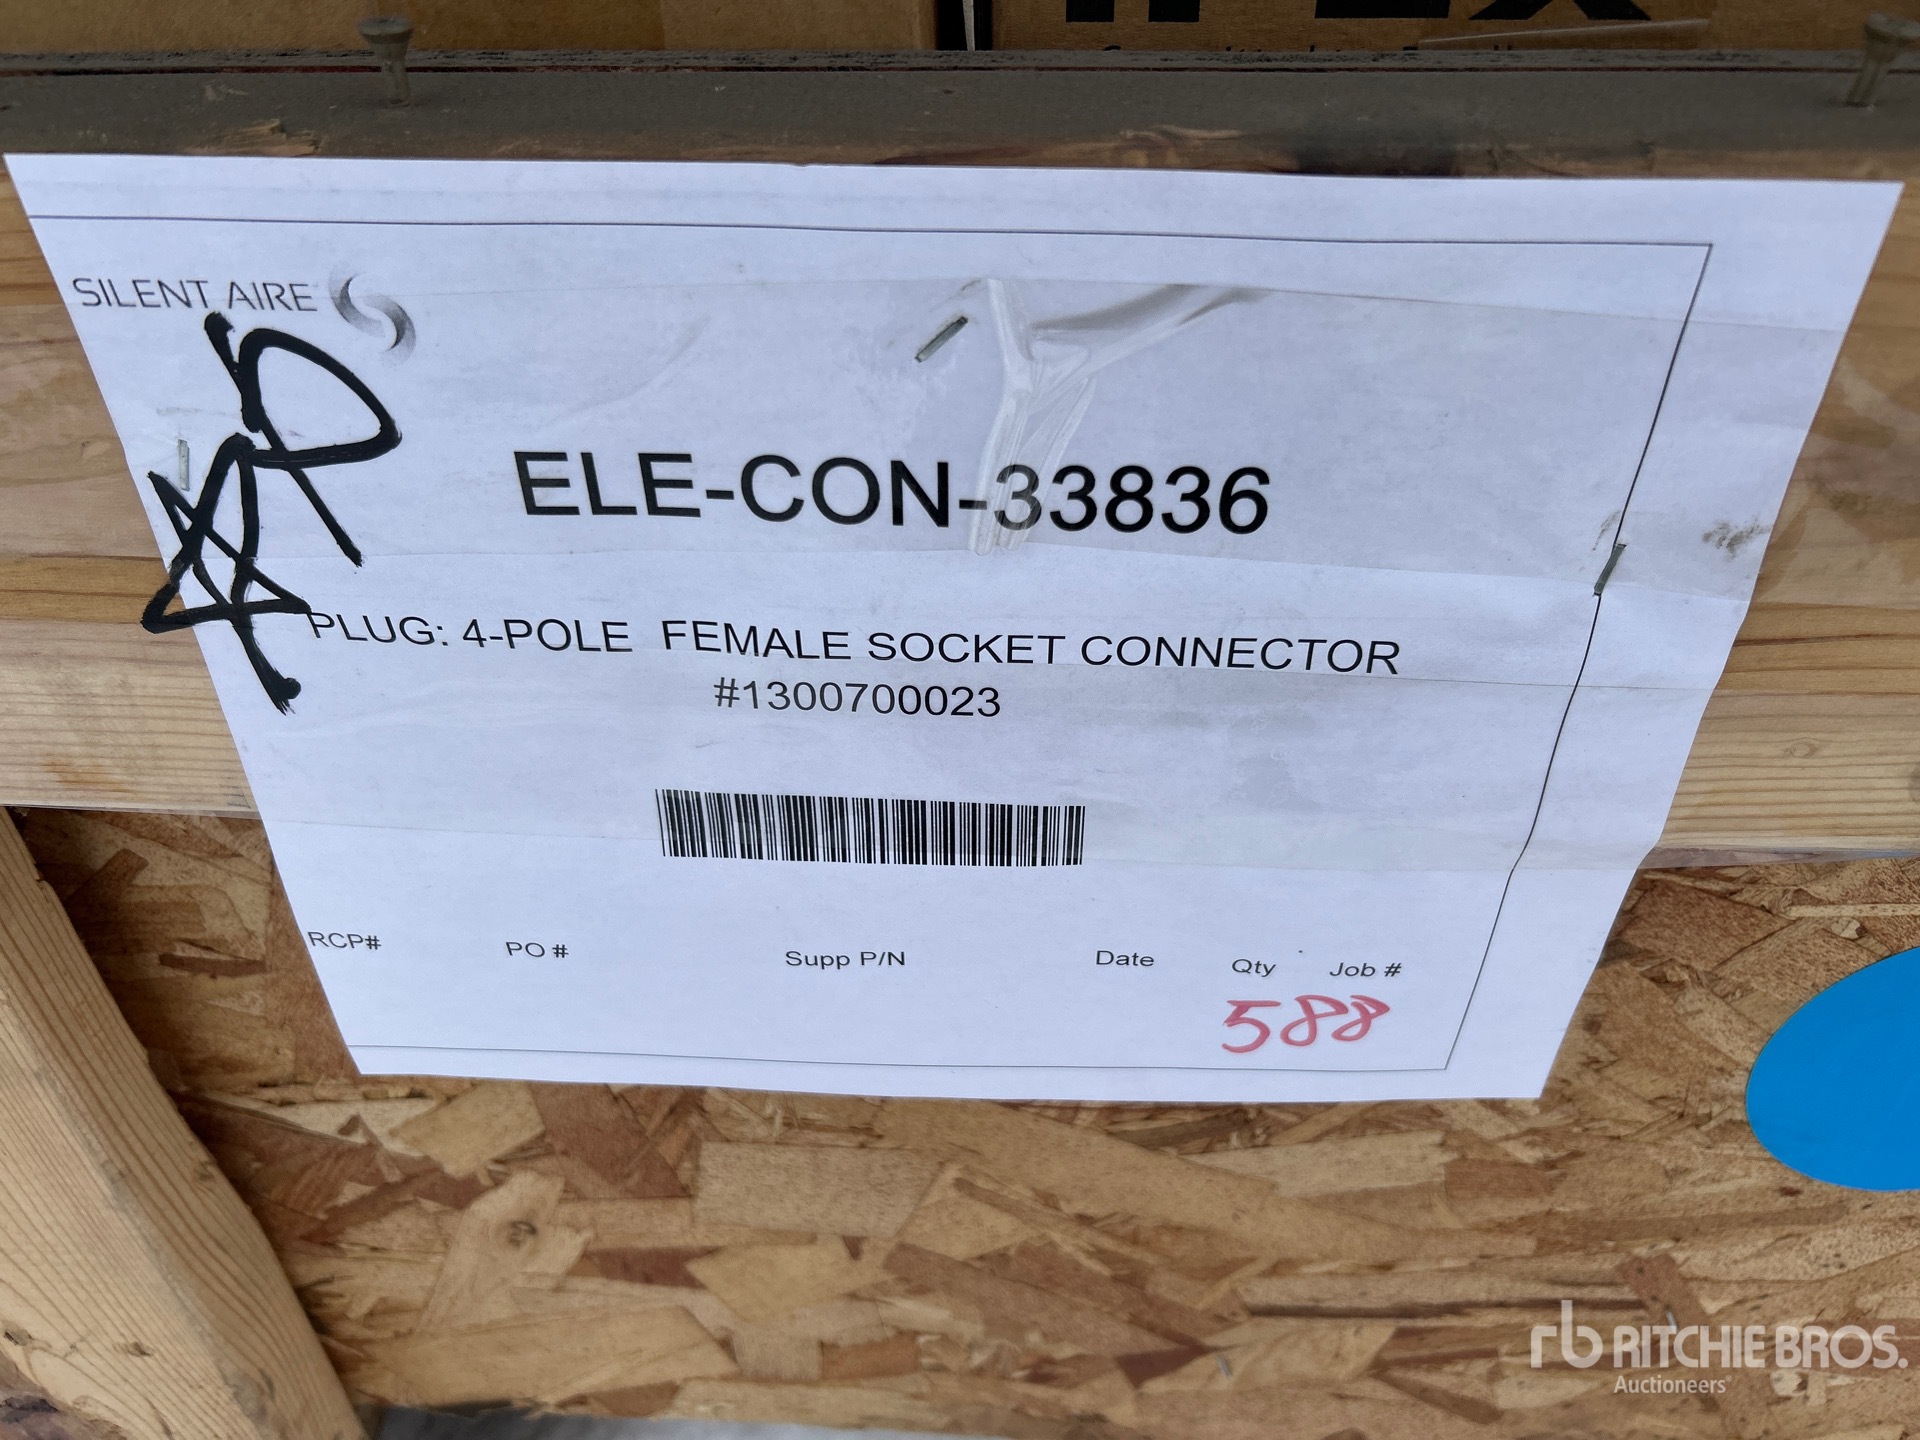 SILENT AIRE
ELE-CON-33836
PLUG: 4-POLE FEMALE SOCKET CONNECTOR
#1300700023
RCP# PO # Supp P/N Date Qty Job #
588
rb RITCHIE BROS.
Auctioneers